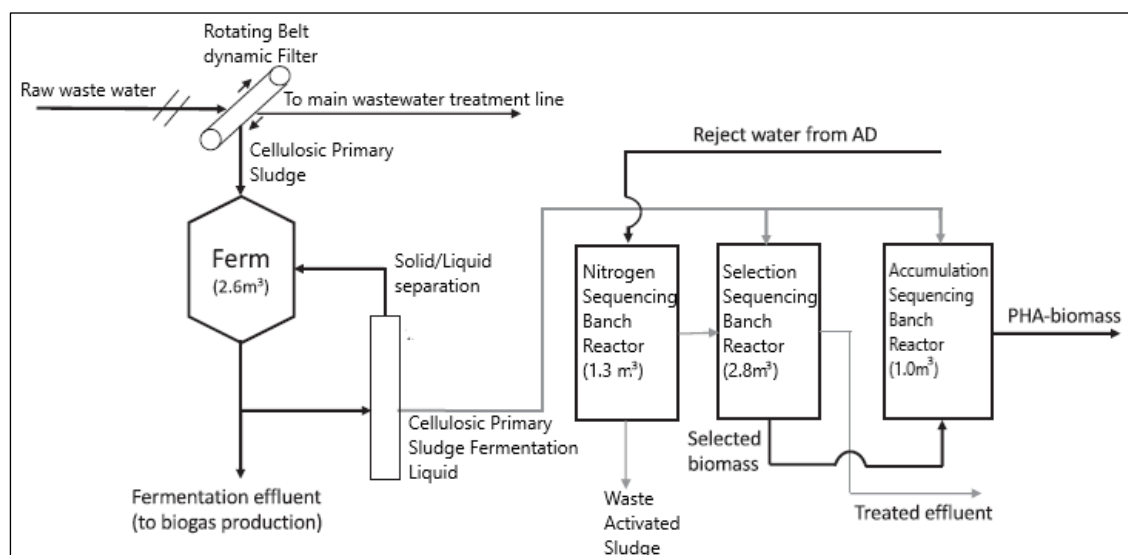 Rotating Belt
dynamic Filter
Raw waste water
To main wastewater treatment line
Cellulosic Primary
Sludge
Reject water from AD
Ferm
(2.6m³)
Solid/Liquid
separation
Nitrogen
Sequencing
Banch
Reactor
(1.3 m³)
Selection
Sequencing
Banch
Reactor
(2.8m³)
Accumulation
Sequencing
Banch
Reactor
(1.0m³)
PHA-biomass
Cellulosic Primary
Sludge Fermentation
Liquid
Selected
biomass
Fermentation effluent
(to biogas production)
Waste
Activated
Sludge
Treated effluent